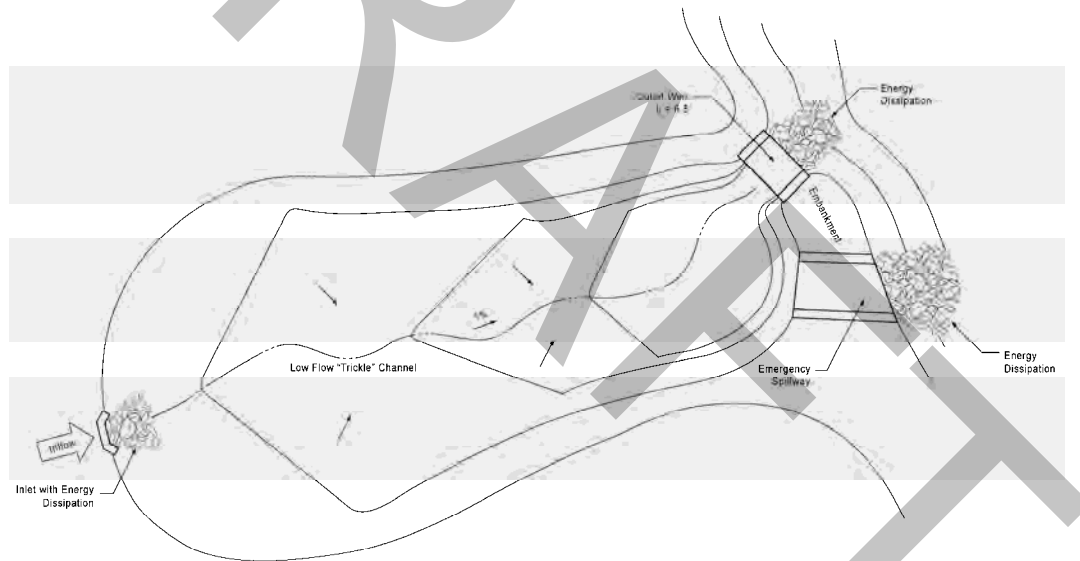 Energy
Dissipation
Outlet Weir
Embankment
1%
Low Flow "Trickle" Channel
Emergency
Spillway
Energy
Dissipation
Inflow
Inlet with Energy
Dissipation
DRAFT